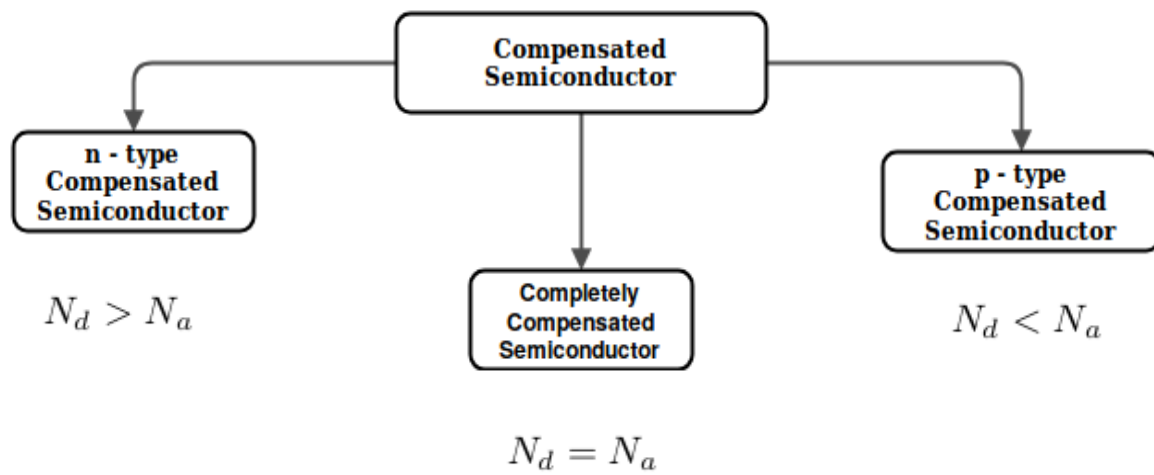 Compensated
Semiconductor
n - type
Compensated
Semiconductor
p - type
Compensated
Semiconductor
Completely
Compensated
Semiconductor
N_d > N_a
N_d < N_a
N_d = N_a